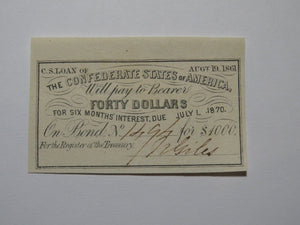 C.S. LOAN OF AUGT 19, 1861
THE CONFEDERATE STATES OF AMERICA,
Will pay to Bearer
FORTY DOLLARS
FOR SIX MONTHS' INTEREST, DUE JULY 1, 1870.
On Bond No 1494 for $1000.
For the Register of the Treasury.